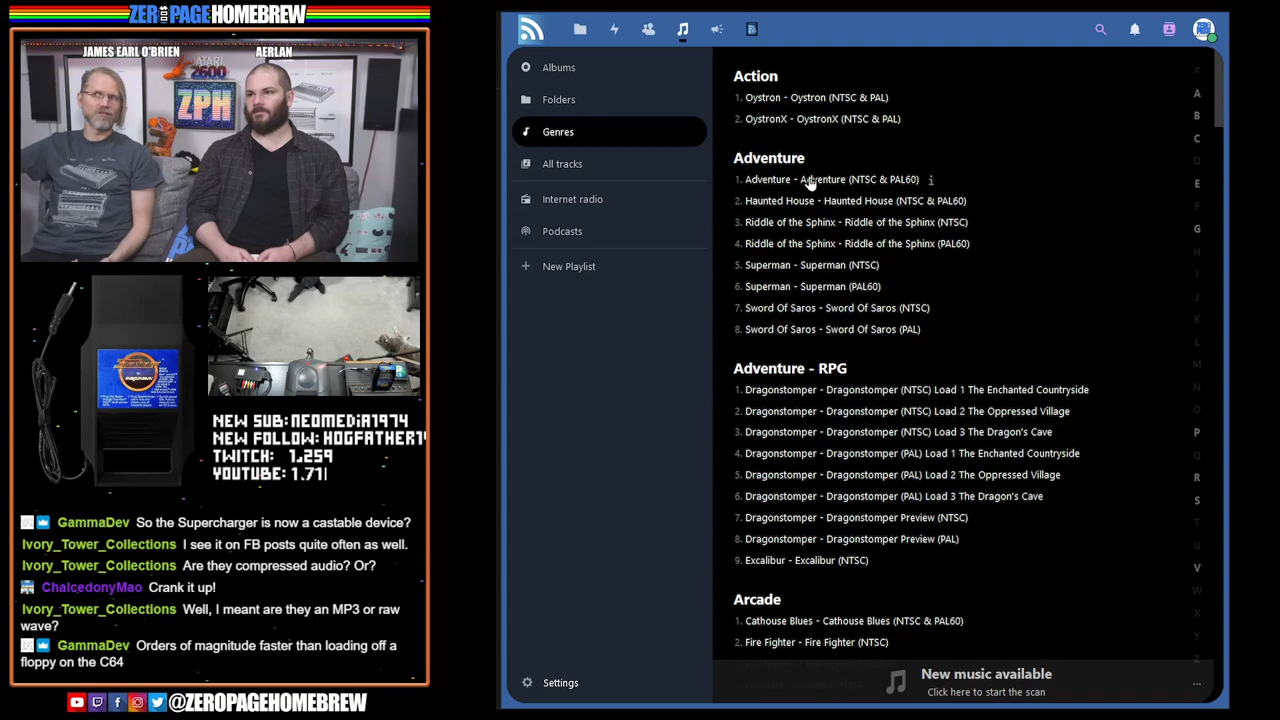 ZEROPAGE HOMEBREW
JAMES EARL O'BRIEN
AERLAN
ATARI
2600
ZPH
NEW SUB:NEOMEDIA1974
NEW FOLLOW:HOGFATHER14
TWITCH: 1,259
YOUTUBE: 1,71
GammaDev So the Supercharger is now a castable device?
Ivory_Tower_Collections I see it on FB posts quite often as well.
Ivory_Tower_Collections Are they compressed audio? Or?
ChalcedonyMao Crank it up!
Ivory_Tower_Collections Well, I meant are they an MP3 or raw
wave?
GammaDev Orders of magnitude faster than loading off a
floppy on the C64
@ZEROPAGEHOMEBREW
Albums
Folders
Genres
All tracks
Internet radio
Podcasts
New Playlist
Settings
Action
1. Oystron - Oystron (NTSC & PAL)
2. OystronX - OystronX (NTSC & PAL)
Adventure
1. Adventure - Adventure (NTSC & PAL60)
2. Haunted House - Haunted House (NTSC & PAL60)
3. Riddle of the Sphinx - Riddle of the Sphinx (NTSC)
4. Riddle of the Sphinx - Riddle of the Sphinx (PAL60)
5. Superman - Superman (NTSC)
6. Superman - Superman (PAL60)
7. Sword Of Saros - Sword Of Saros (NTSC)
8. Sword Of Saros - Sword Of Saros (PAL)
Adventure - RPG
1. Dragonstomper - Dragonstomper (NTSC) Load 1 The Enchanted Countryside
2. Dragonstomper - Dragonstomper (NTSC) Load 2 The Oppressed Village
3. Dragonstomper - Dragonstomper (NTSC) Load 3 The Dragon's Cave
4. Dragonstomper - Dragonstomper (PAL) Load 1 The Enchanted Countryside
5. Dragonstomper - Dragonstomper (PAL) Load 2 The Oppressed Village
6. Dragonstomper - Dragonstomper (PAL) Load 3 The Dragon's Cave
7. Dragonstomper - Dragonstomper Preview (NTSC)
8. Dragonstomper - Dragonstomper Preview (PAL)
9. Excalibur - Excalibur (NTSC)
Arcade
1. Cathouse Blues - Cathouse Blues (NTSC & PAL60)
2. Fire Fighter - Fire Fighter (NTSC)
New music available
Click here to start the scan
...
#
A
B
C
D
E
F
G
H
I
J
K
L
M
N
O
P
Q
R
S
T
U
V
W
X
Y
Z